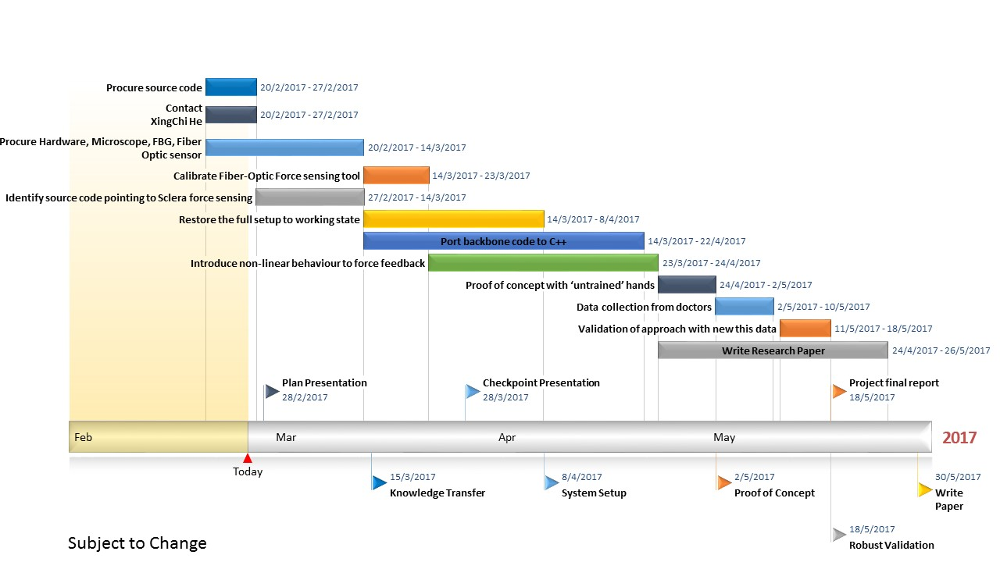 Procure source code 20/2/2017 - 27/2/2017
Contact
XingChi He 20/2/2017 - 27/2/2017
Procure Hardware, Microscope, FBG, Fiber
Optic sensor 20/2/2017 - 14/3/2017
Calibrate Fiber-Optic Force sensing tool 14/3/2017 - 23/3/2017
Identify source code pointing to Sclera force sensing 27/2/2017 - 14/3/2017
Restore the full setup to working state 14/3/2017 - 8/4/2017
Port backbone code to C++ 14/3/2017 - 22/4/2017
Introduce non-linear behaviour to force feedback 23/3/2017 - 24/4/2017
Proof of concept with ‘untrained’ hands 24/4/2017 - 2/5/2017
Data collection from doctors 2/5/2017 - 10/5/2017
Validation of approach with new this data 11/5/2017 - 18/5/2017
Write Research Paper 24/4/2017 - 26/5/2017
Plan Presentation
28/2/2017
Checkpoint Presentation
28/3/2017
Project final report
18/5/2017
Feb Mar Apr May 2017
Today
15/3/2017
Knowledge Transfer
8/4/2017
System Setup
2/5/2017
Proof of Concept
30/5/2017
Write
Paper
18/5/2017
Robust Validation
Subject to Change